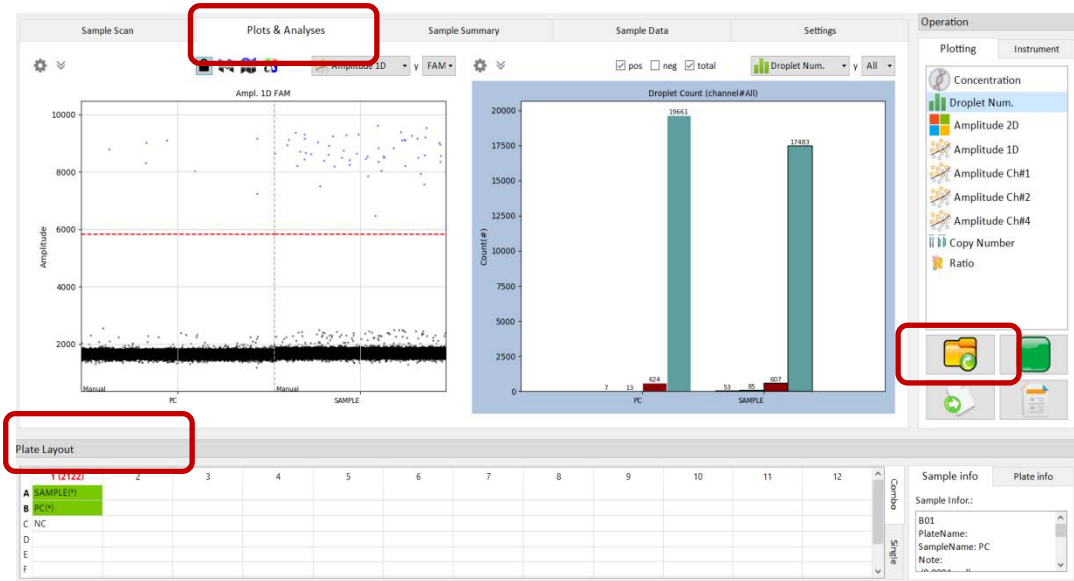 Sample Scan
Plots & Analyses
Sample Summary
Sample Data
Settings
Operation
Plotting
Instrument
Amplitude 1D
y
FAM
pos
neg
total
Droplet Num.
y
All
Ampl. 1D FAM
10000
8000
6000
4000
2000
Amplitude
Manual
Manual
PC
SAMPLE
Droplet Count (channel#All)
20000
17500
15000
12500
10000
7500
5000
2500
0
Count(#)
7
13
624
19661
53
85
607
17483
PC
SAMPLE
Concentration
Droplet Num.
Amplitude 2D
Amplitude 1D
Amplitude Ch#1
Amplitude Ch#2
Amplitude Ch#4
Copy Number
Ratio
Plate Layout
1 (2122) 2 3 4 5 6 7 8 9 10 11 12
A SAMPLE(*)
B PC(*)
C NC
D
E
F
Combo
Single
Sample info
Plate info
Sample Infor.:
B01
PlateName:
SampleName: PC
Note: